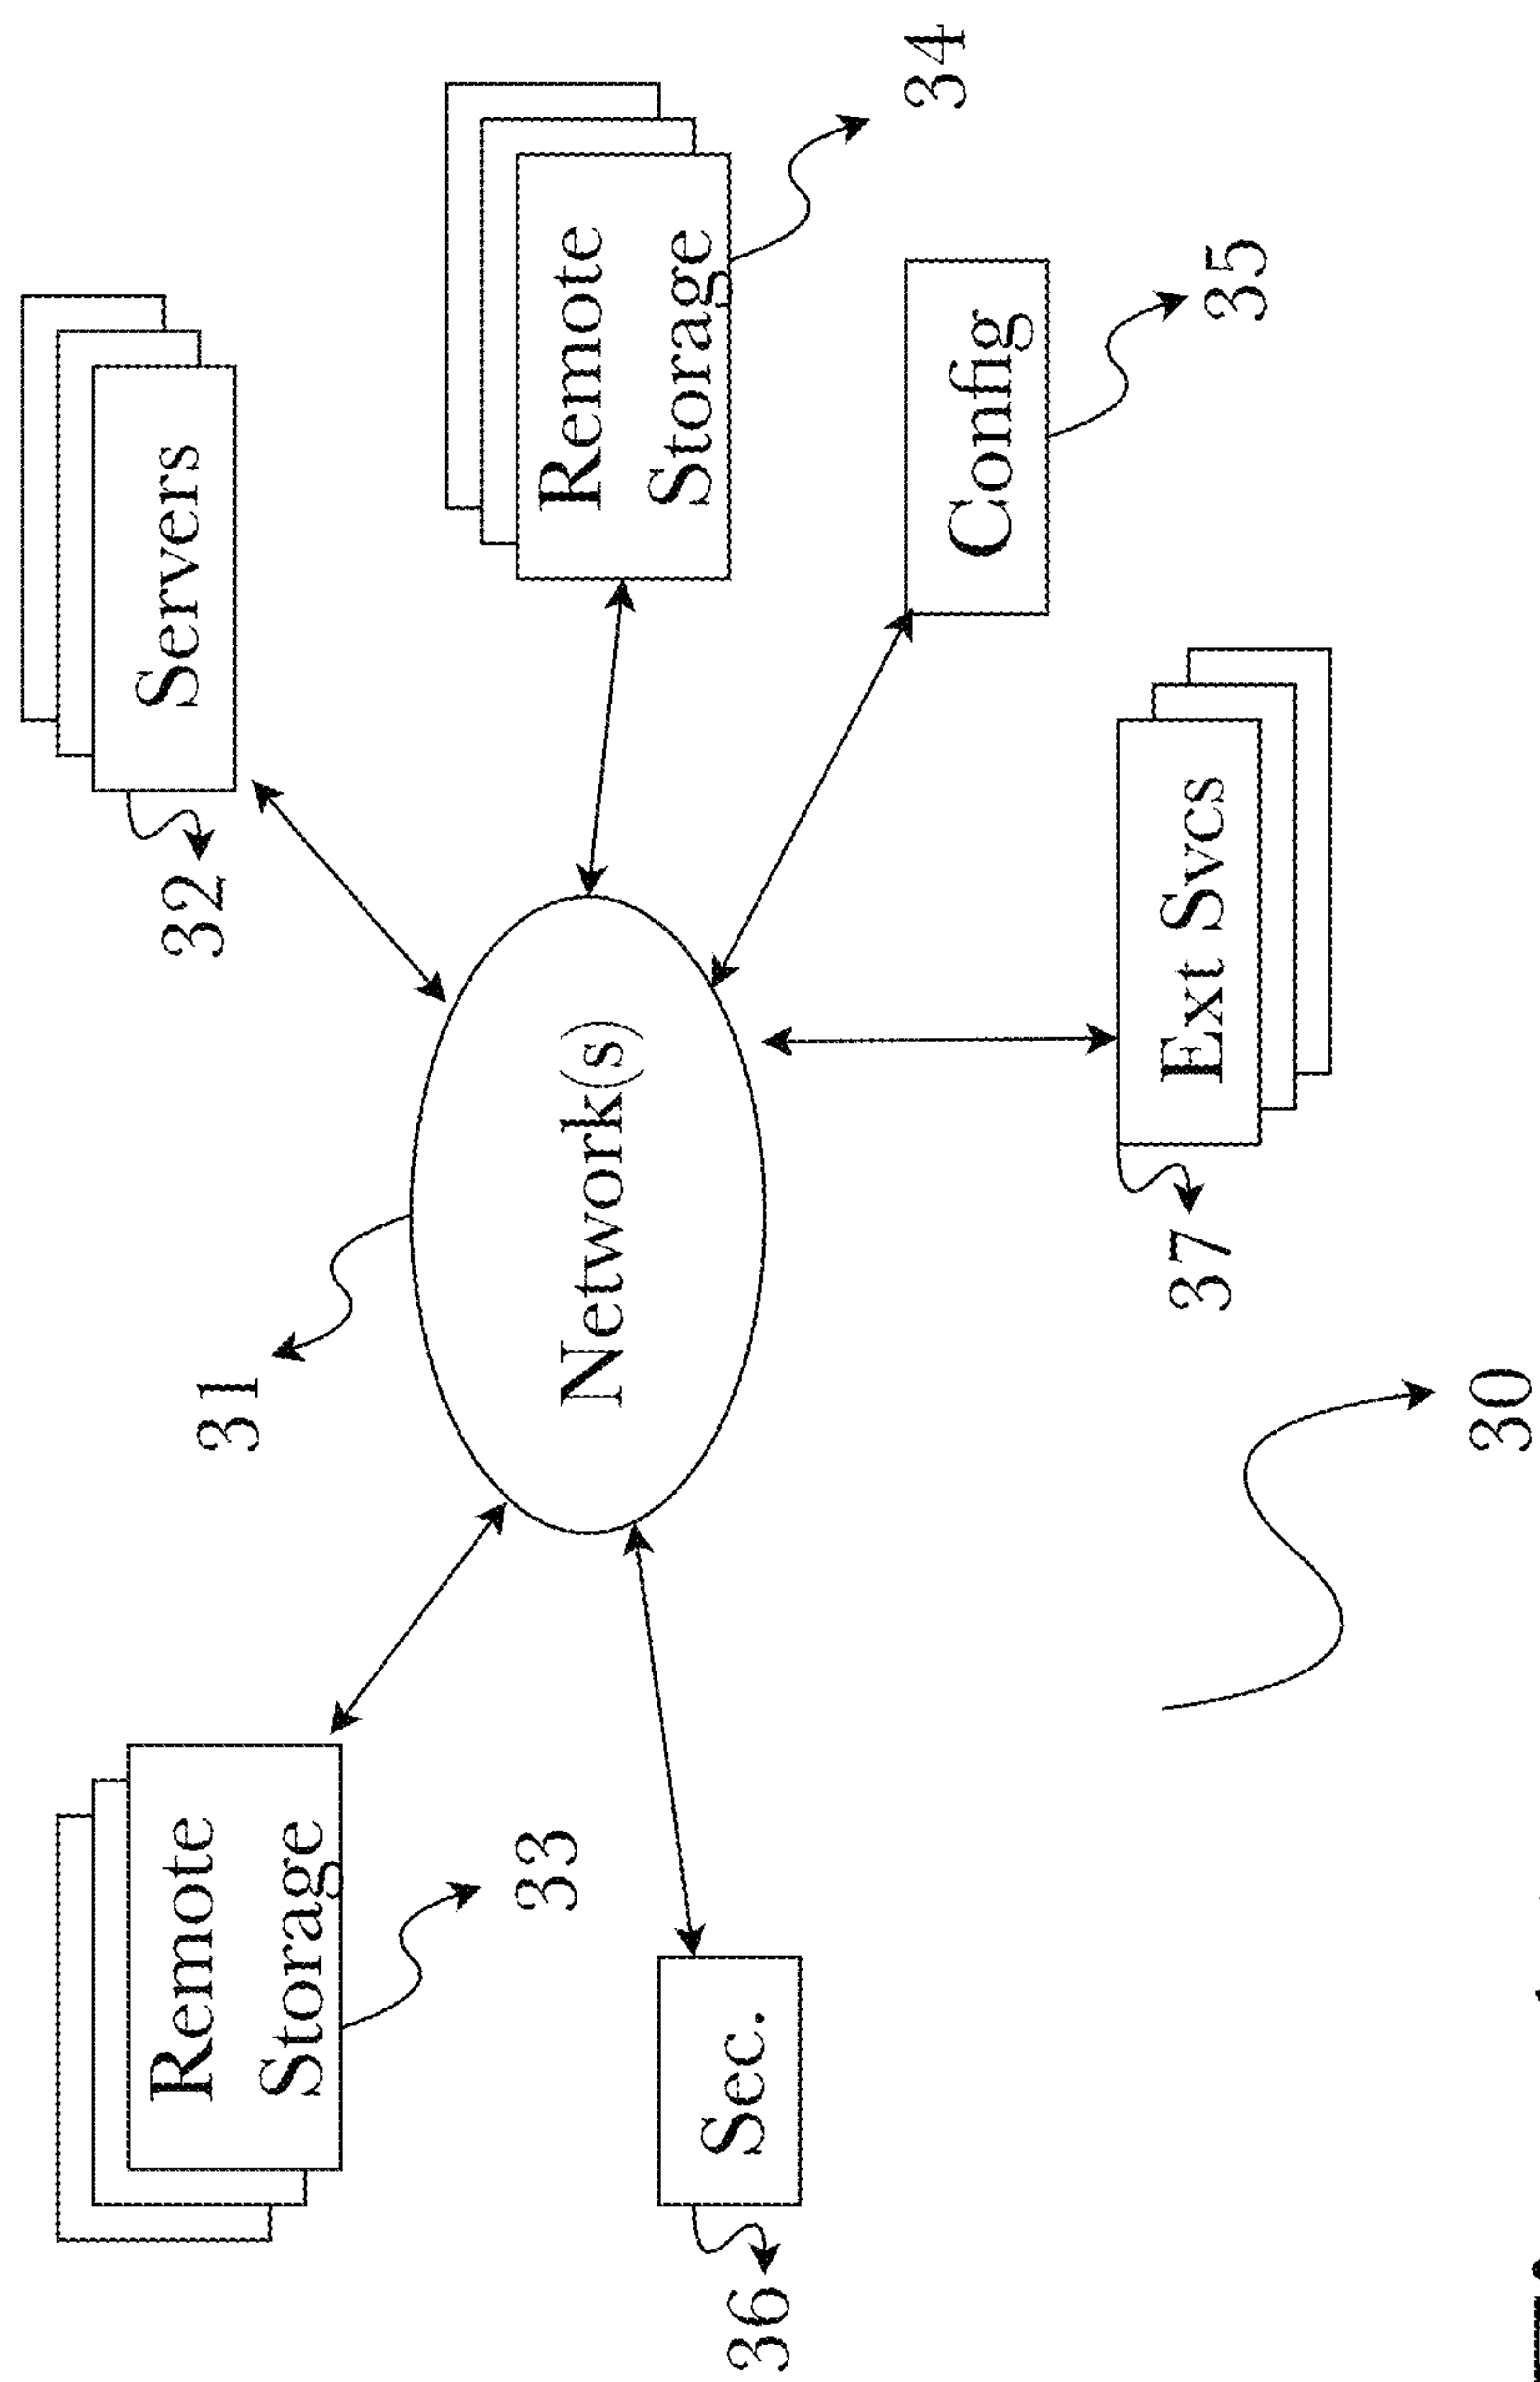 Remote
Storage
32
Servers
31
33
Network(s)
Remote
Storage
36
Sec.
34
Config
35
37
Ext Svcs
30